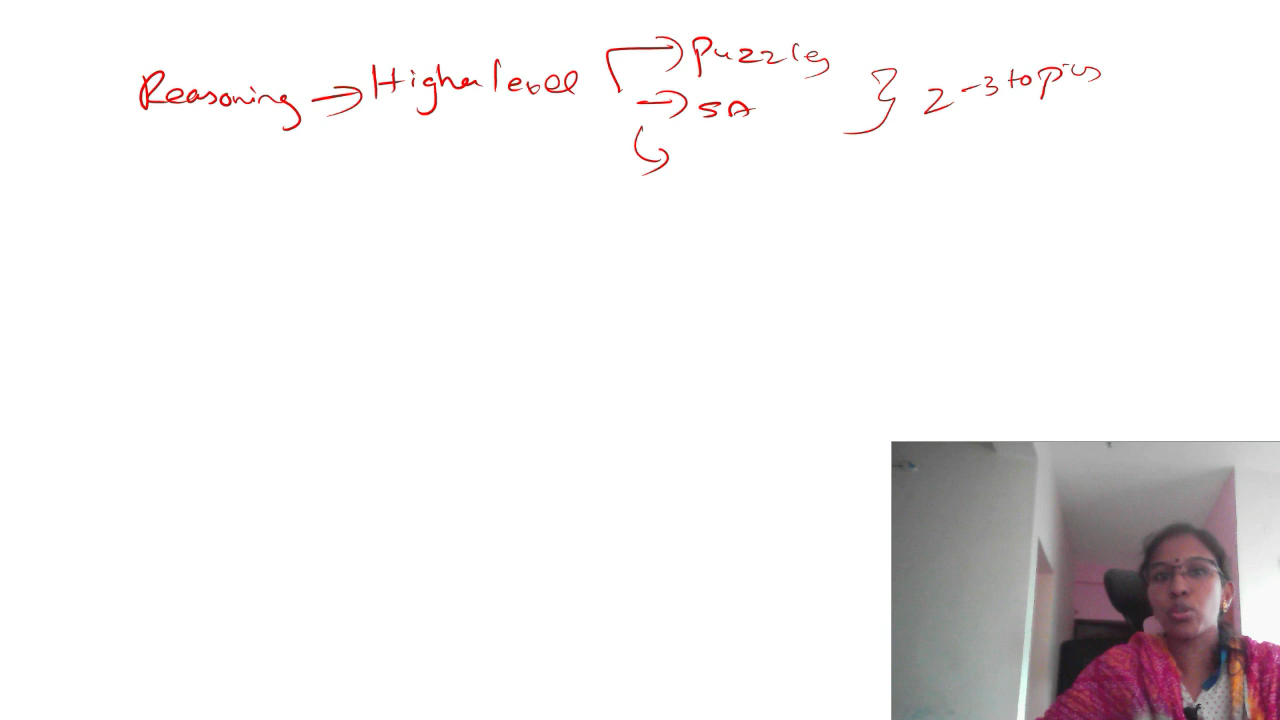 Reasoning → Higher level → Puzzles } 2-3 topics
→ SA